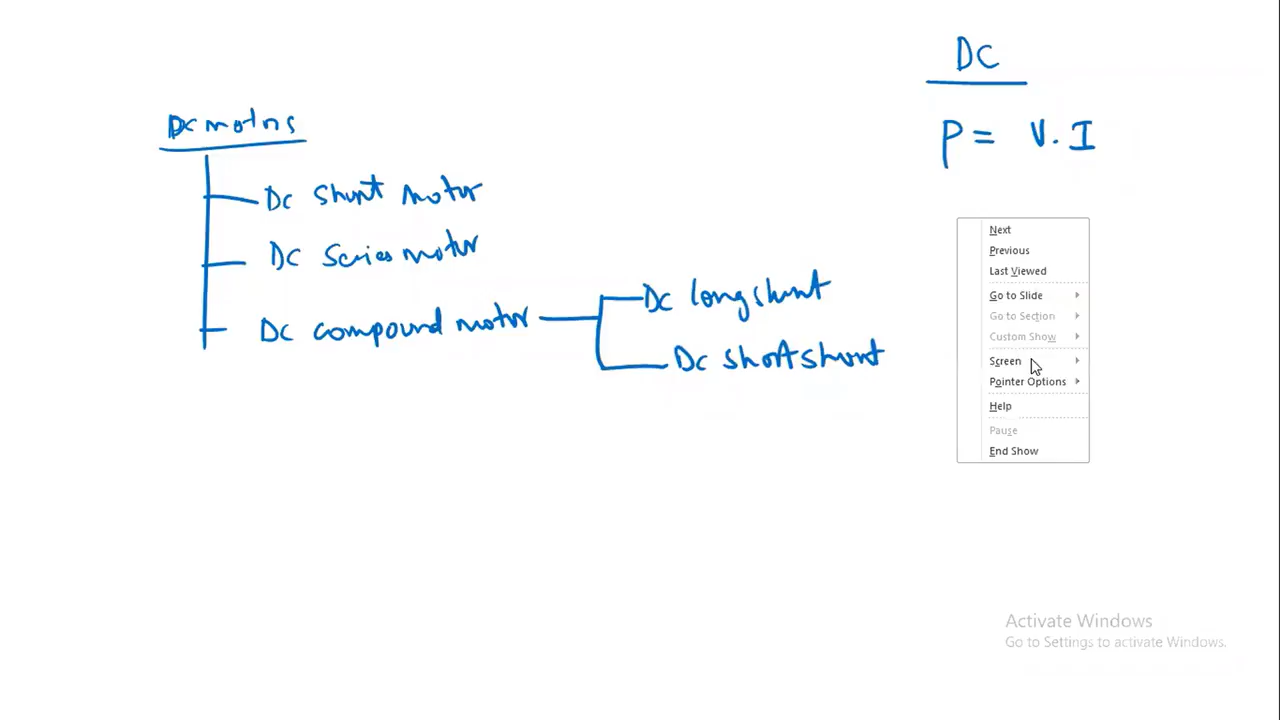 DC
DC motors
P = V.I
DC shunt motor
DC Series motor
DC compound motor
DC long shunt
DC short shunt
Next
Previous
Last Viewed
Go to Slide
Go to Section
Custom Show
Screen
Pointer Options
Help
Pause
End Show
Activate Windows
Go to Settings to activate Windows.